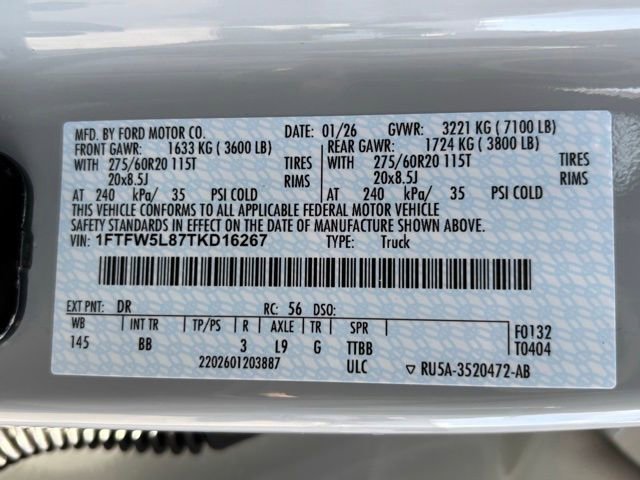 MFD. BY FORD MOTOR CO. DATE: 01/26 GVWR: 3221 KG ( 7100 LB)
FRONT GAWR: 1633 KG ( 3600 LB) REAR GAWR: 1724 KG ( 3800 LB)
WITH 275/60R20 115T TIRES WITH 275/60R20 115T TIRES
20x8.5J RIMS 20x8.5J RIMS
AT 240 kPa/ 35 PSI COLD AT 240 kPa/ 35 PSI COLD
THIS VEHICLE CONFORMS TO ALL APPLICABLE FEDERAL MOTOR VEHICLE
SAFETY STANDARDS IN EFFECT ON THE DATE OF MANUFACTURE SHOWN ABOVE.
VIN: 1FTFW5L87TKD16267 TYPE: Truck
EXT PNT: DR RC: 56 DSO:
WB INT TR TP/PS R AXLE TR SPR F0132
145 BB 3 L9 G TTBB T0404
2202601203887 ULC ▽ RU5A-3520472-AB